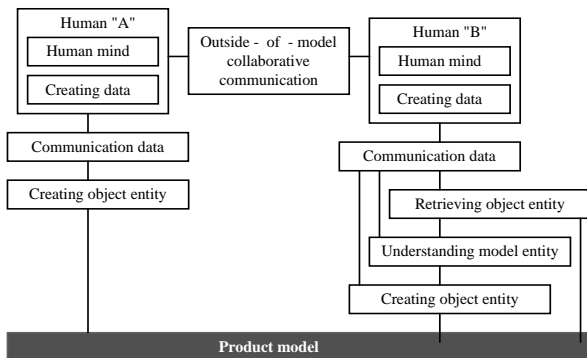 Human "A"
Human mind
Creating data
Communication data
Creating object entity
Outside - of - model
collaborative
communication
Human "B"
Human mind
Creating data
Communication data
Retrieving object entity
Understanding model entity
Creating object entity
Product model